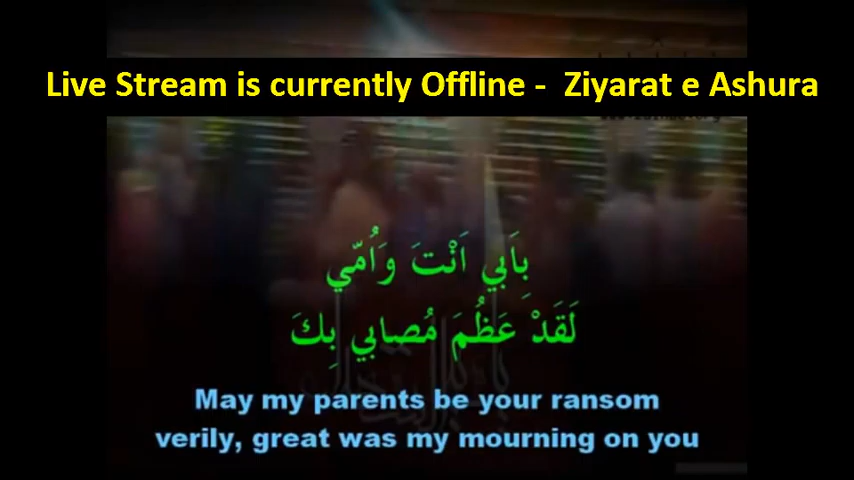 Live Stream is currently Offline - Ziyarat e Ashura
بِاَبي اَنْتَ وَاُمّي
لَقَدْ عَظُمَ مُصابي بِكَ
May my parents be your ransom
verily, great was my mourning on you